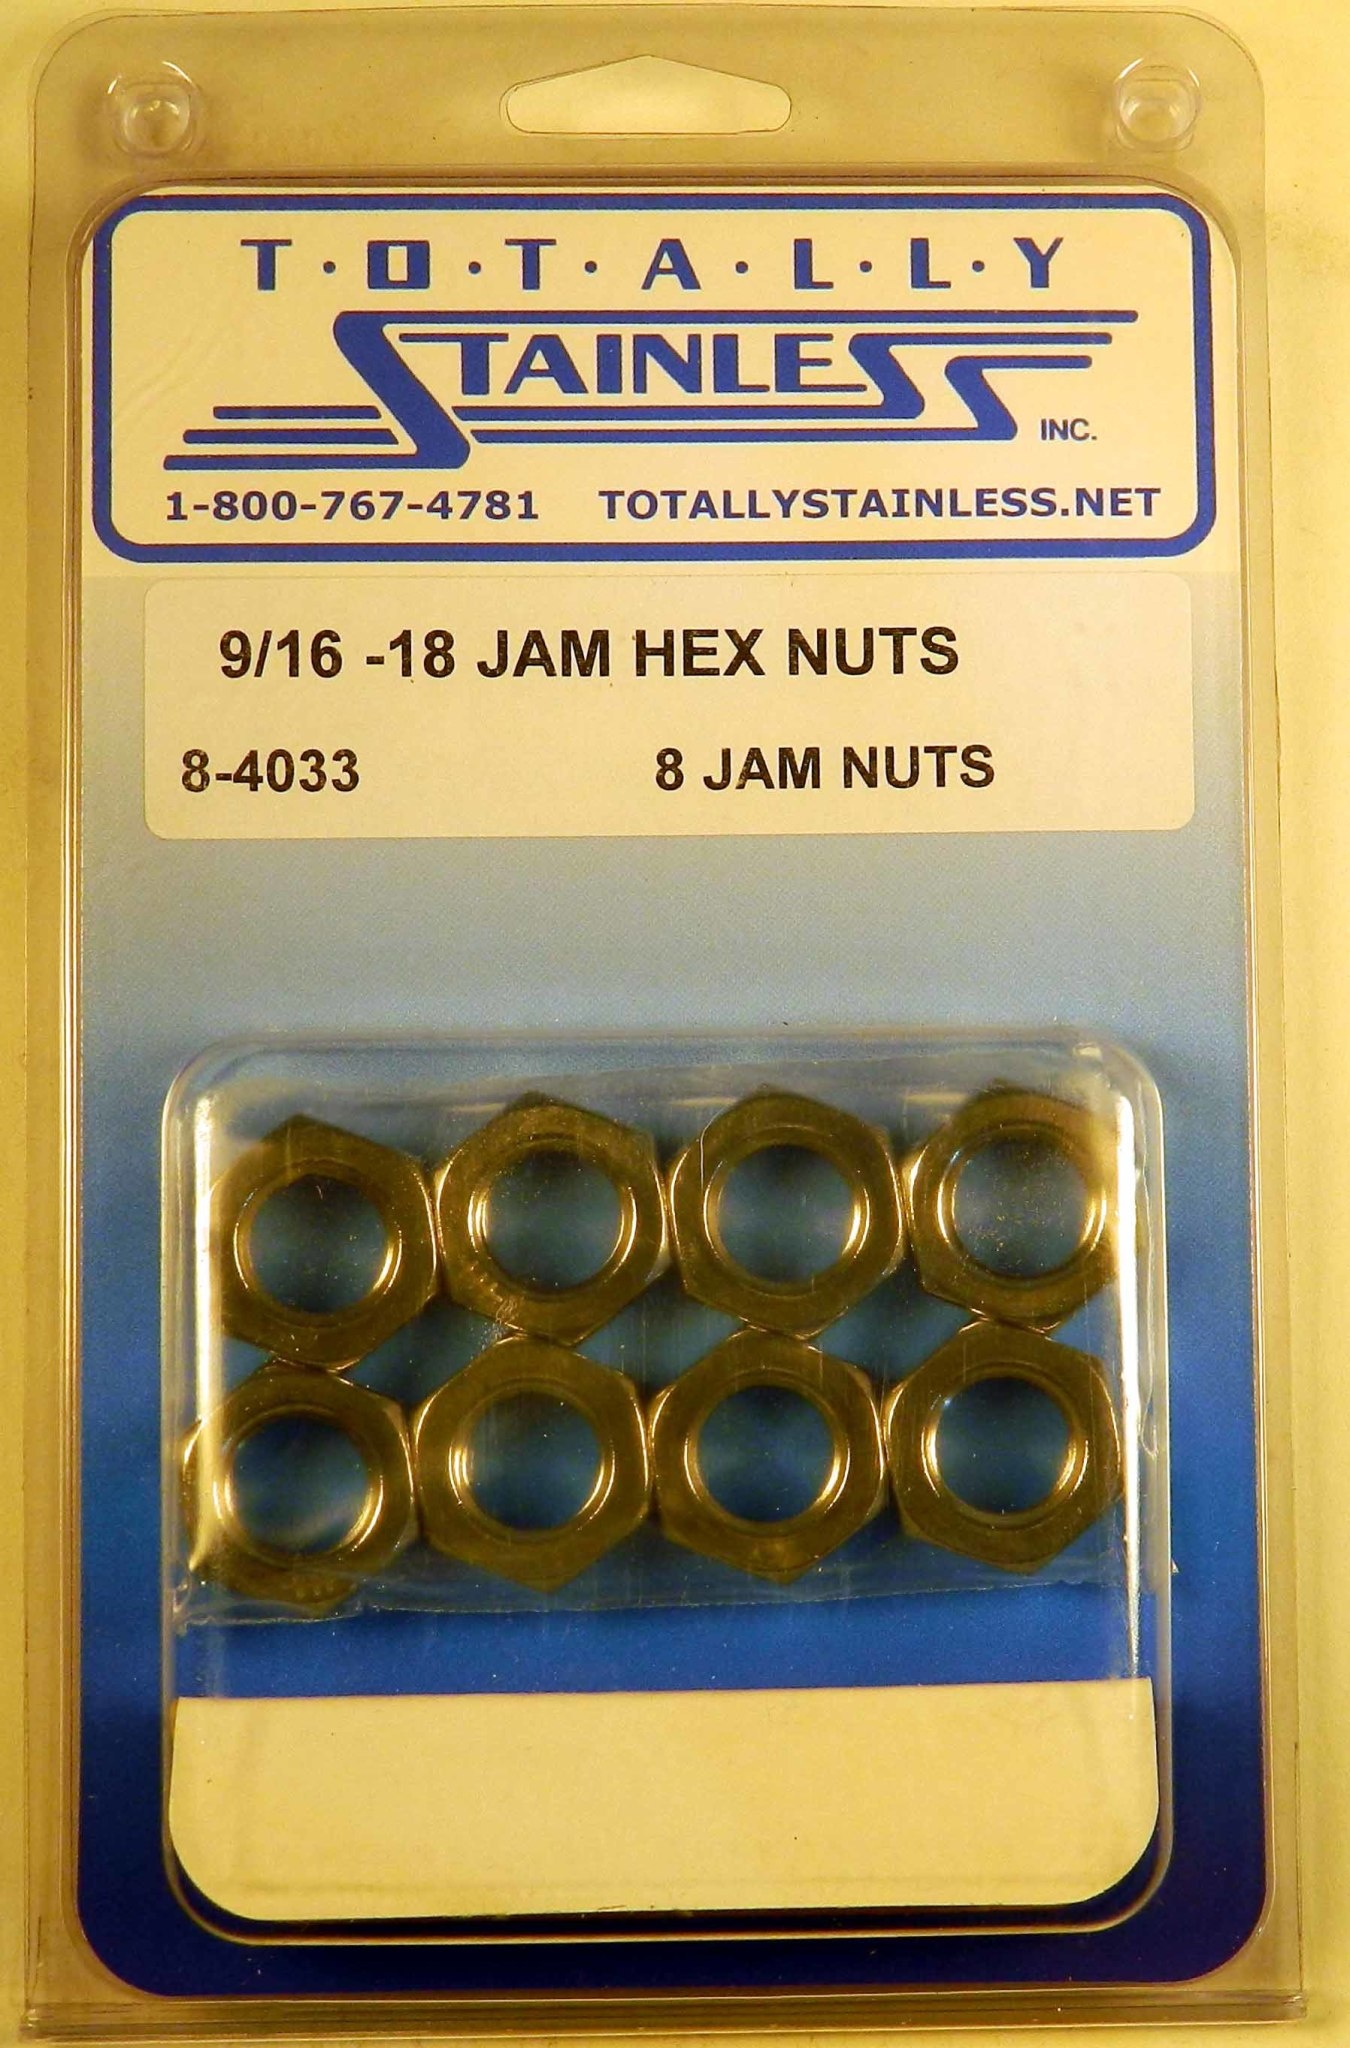 T·O·T·A·L·L·Y
STAINLESS
INC.
1-800-767-4781 TOTALLYSTAINLESS.NET
9/16 -18 JAM HEX NUTS
8-4033 8 JAM NUTS